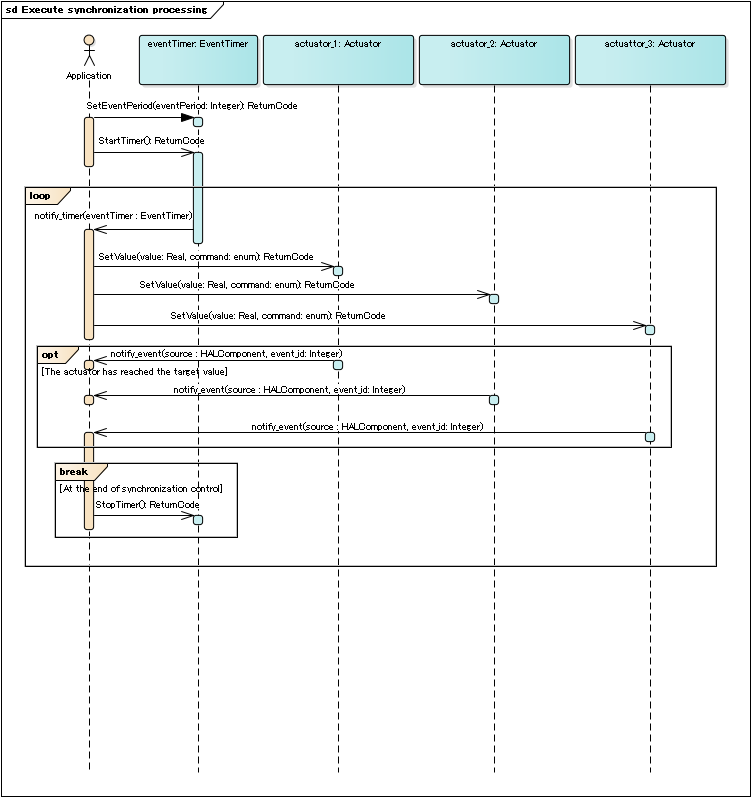 sd Execute synchronization processing
eventTimer: EventTimer
actuator_1: Actuator
actuator_2: Actuator
actuattor_3: Actuator
Application
SetEventPeriod(eventPeriod: Integer): ReturnCode
StartTimer(): ReturnCode
loop
notify_timer(eventTimer : EventTimer)
SetValue(value: Real, command: enum): ReturnCode
SetValue(value: Real, command: enum): ReturnCode
SetValue(value: Real, command: enum): ReturnCode
opt
notify_event(source : HALComponent, event_id: Integer)
[The actuator has reached the target value]
notify_event(source : HALComponent, event_id: Integer)
notify_event(source : HALComponent, event_id: Integer)
break
[At the end of synchronization control]
StopTimer(): ReturnCode